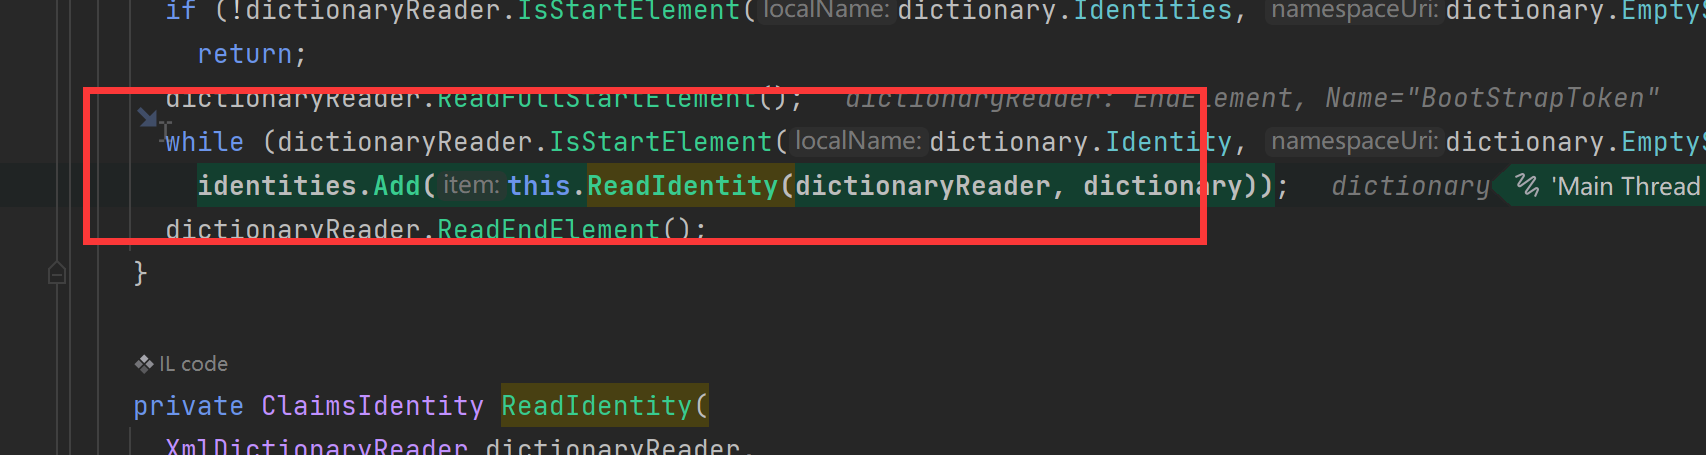 if (!dictionaryReader.IsStartElement( localName: dictionary.Identities, namespaceUri: dictionary.EmptyS
return;
dictionaryReader.ReadFullStartElement(); dictionaryReader: EndElement, Name="BootStrapToken"
while (dictionaryReader.IsStartElement( localName: dictionary.Identity, namespaceUri: dictionary.EmptyS
identities.Add( item: this.ReadIdentity(dictionaryReader, dictionary)); dictionary 'Main Thread
dictionaryReader.ReadEndElement();
}
IL code
private ClaimsIdentity ReadIdentity(
XmlDictionaryReader dictionaryReader,